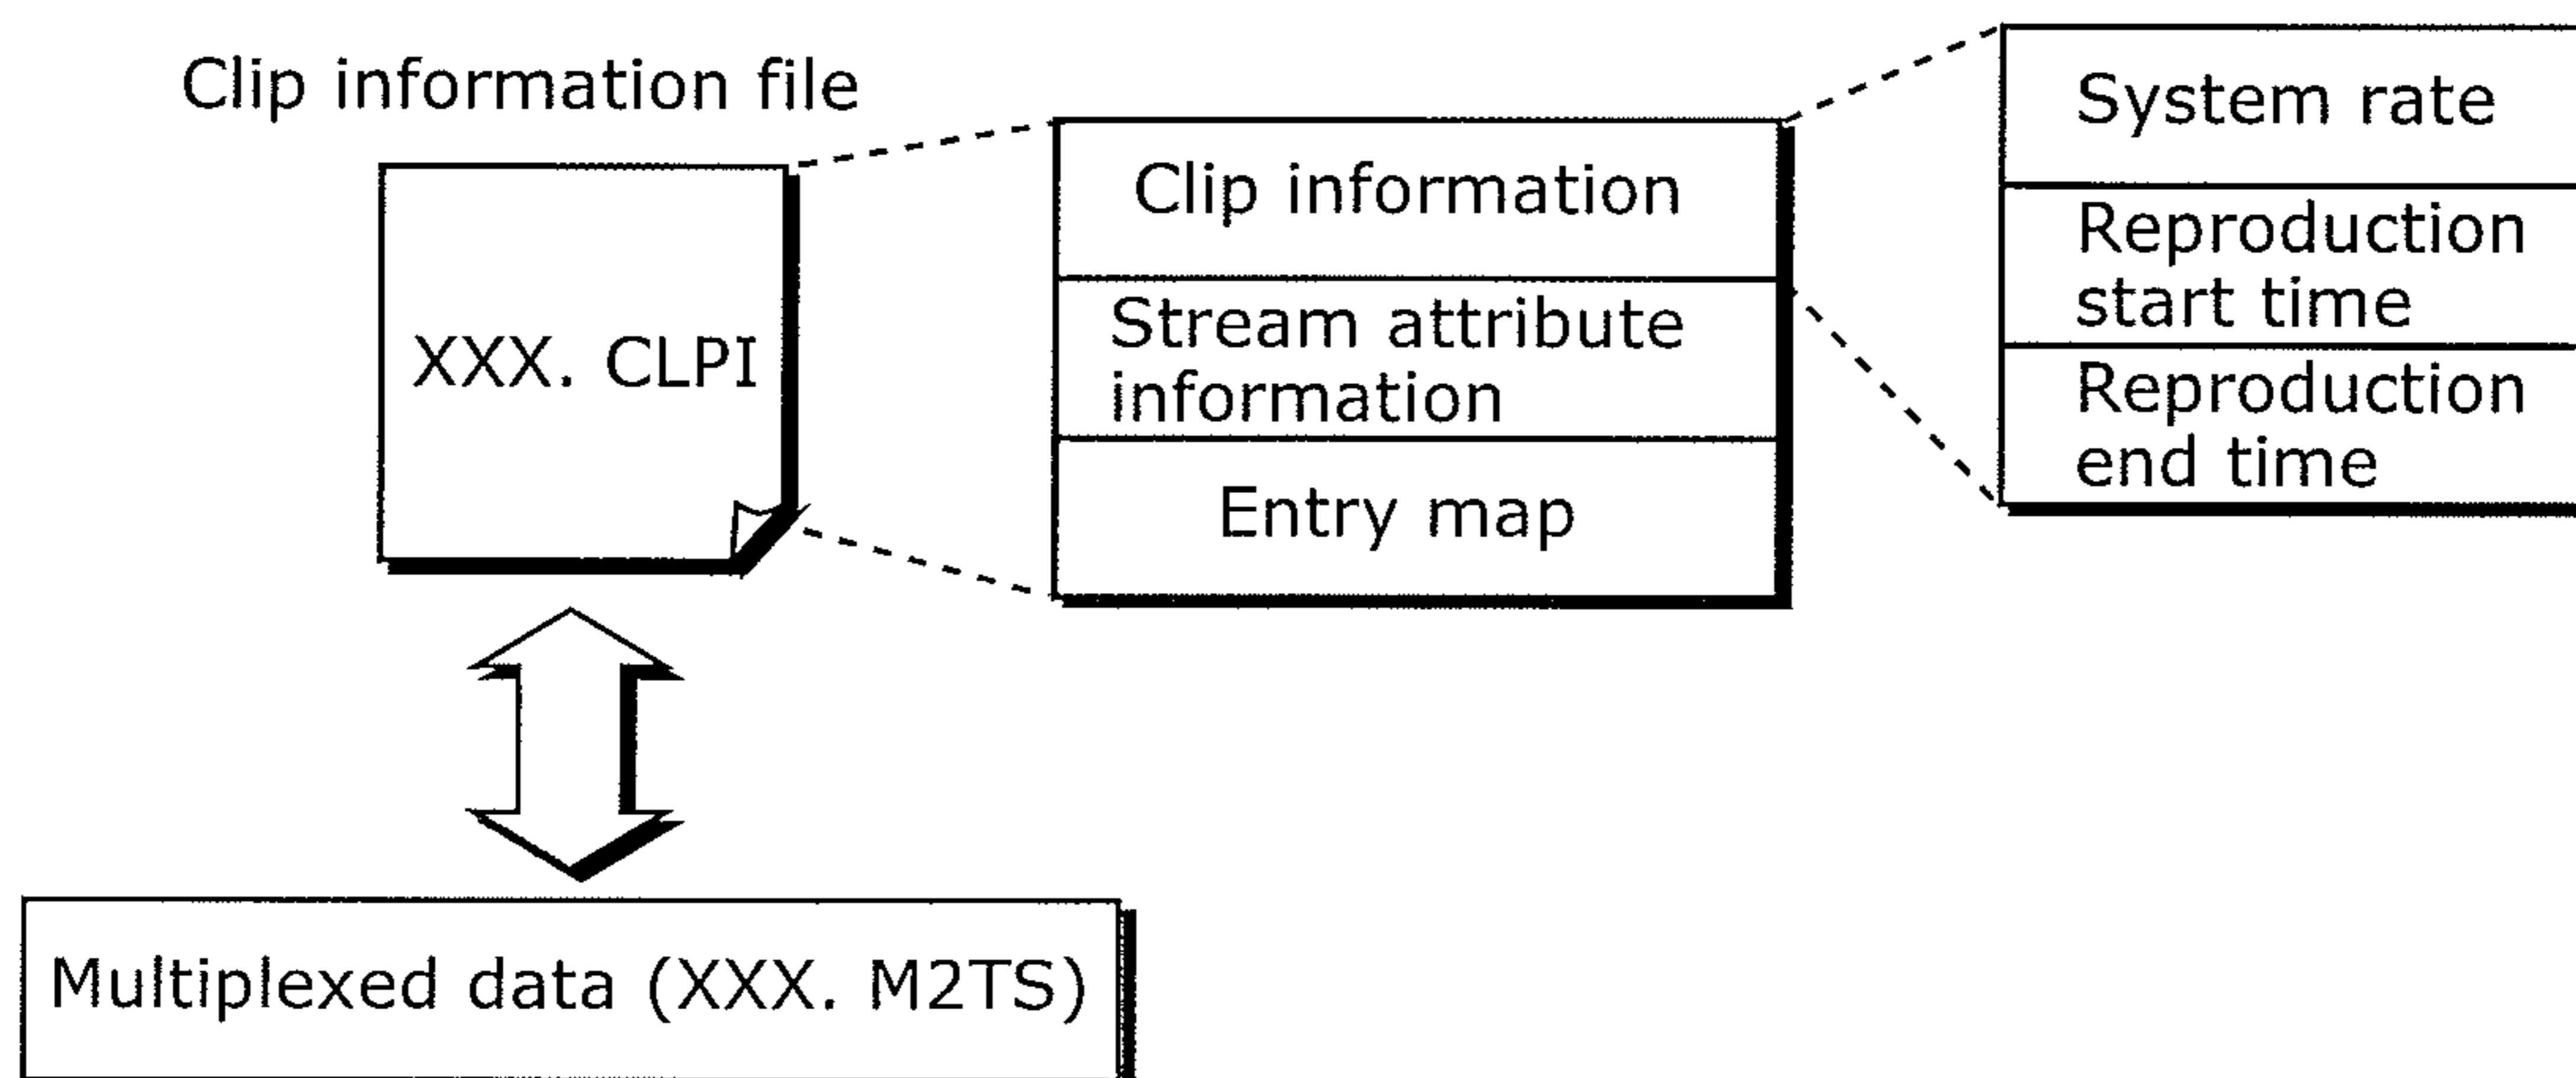 Clip information file
XXX. CLPI
Clip information
Stream attribute
information
Entry map
System rate
Reproduction
start time
Reproduction
end time
Multiplexed data (XXX. M2TS)